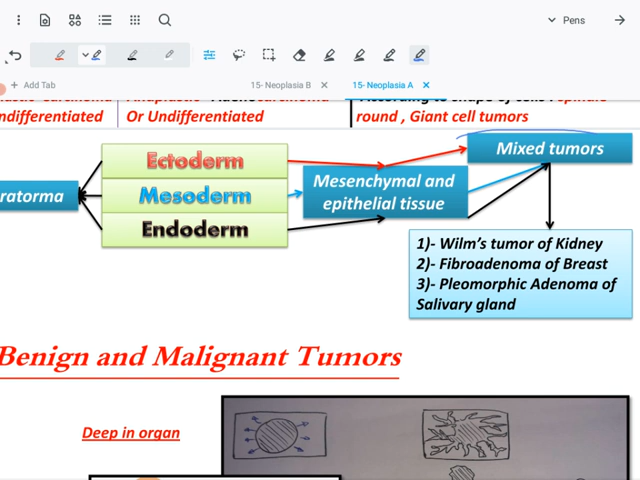 Pens
Add Tab
15- Neoplasia B
15- Neoplasia A
ndifferentiated
Or Undifferentiated
round , Giant cell tumors
Ectoderm
Mesoderm
Endoderm
ratorma
Mesenchymal and
epithelial tissue
Mixed tumors
1)- Wilm's tumor of Kidney
2)- Fibroadenoma of Breast
3)- Pleomorphic Adenoma of
Salivary gland
Benign and Malignant Tumors
Deep in organ